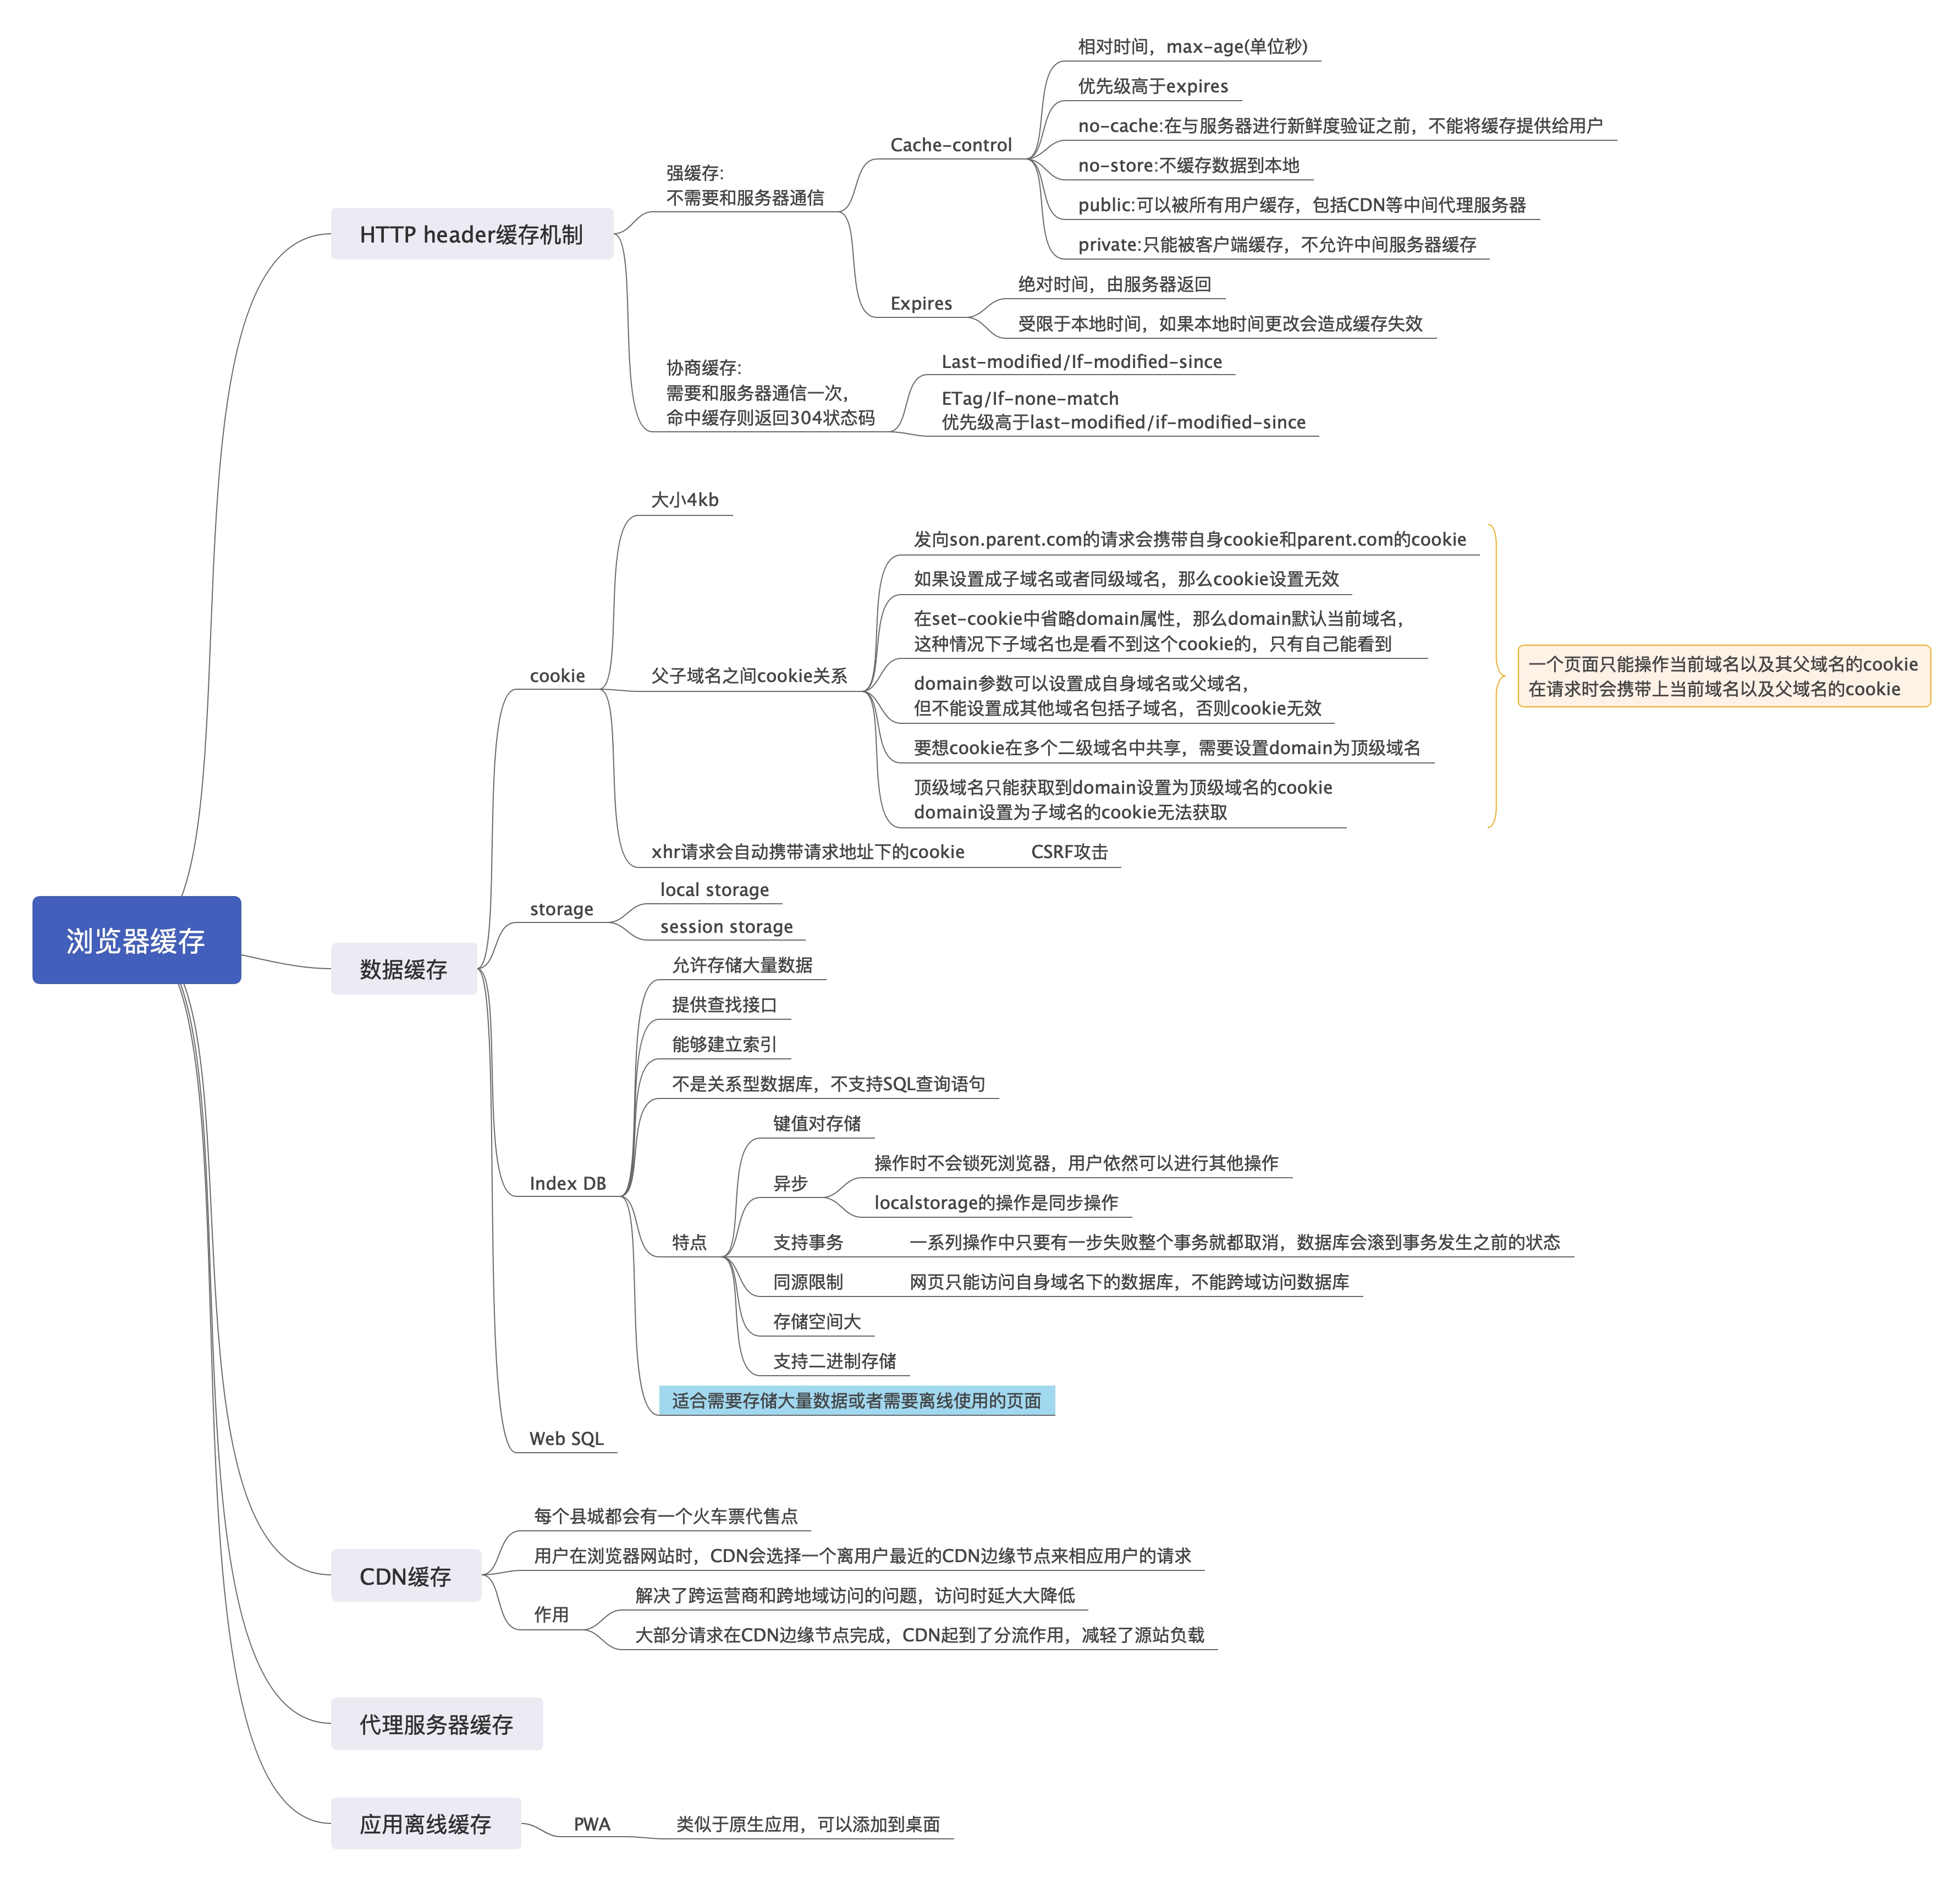 浏览器缓存
HTTP header缓存机制
强缓存:
不需要和服务器通信
Cache-control
相对时间，max-age(单位秒)
优先级高于expires
no-cache:在与服务器进行新鲜度验证之前，不能将缓存提供给用户
no-store:不缓存数据到本地
public:可以被所有用户缓存，包括CDN等中间代理服务器
private:只能被客户端缓存，不允许中间服务器缓存
Expires
绝对时间，由服务器返回
受限于本地时间，如果本地时间更改会造成缓存失效
协商缓存:
需要和服务器通信一次，
命中缓存则返回304状态码
Last-modified/If-modified-since
ETag/If-none-match
优先级高于last-modified/if-modified-since
数据缓存
cookie
大小4kb
父子域名之间cookie关系
发向son.parent.com的请求会携带自身cookie和parent.com的cookie
如果设置成子域名或者同级域名，那么cookie设置无效
在set-cookie中省略domain属性，那么domain默认当前域名，
这种情况下子域名也是看不到这个cookie的，只有自己能看到
domain参数可以设置成自身域名或父域名，
但不能设置成其他域名包括子域名，否则cookie无效
要想cookie在多个二级域名中共享，需要设置domain为顶级域名
顶级域名只能获取到domain设置为顶级域名的cookie
domain设置为子域名的cookie无法获取
一个页面只能操作当前域名以及其父域名的cookie
在请求时会携带上当前域名以及父域名的cookie
xhr请求会自动携带请求地址下的cookie
CSRF攻击
storage
local storage
session storage
Index DB
允许存储大量数据
提供查找接口
能够建立索引
不是关系型数据库，不支持SQL查询语句
特点
键值对存储
异步
操作时不会锁死浏览器，用户依然可以进行其他操作
localstorage的操作是同步操作
支持事务
一系列操作中只要有一步失败整个事务就都取消，数据库会滚到事务发生之前的状态
同源限制
网页只能访问自身域名下的数据库，不能跨域访问数据库
存储空间大
支持二进制存储
适合需要存储大量数据或者需要离线使用的页面
Web SQL
CDN缓存
每个县城都会有一个火车票代售点
用户在浏览器网站时，CDN会选择一个离用户最近的CDN边缘节点来相应用户的请求
作用
解决了跨运营商和跨地域访问的问题，访问时延大大降低
大部分请求在CDN边缘节点完成，CDN起到了分流作用，减轻了源站负载
代理服务器缓存
应用离线缓存
PWA
类似于原生应用，可以添加到桌面